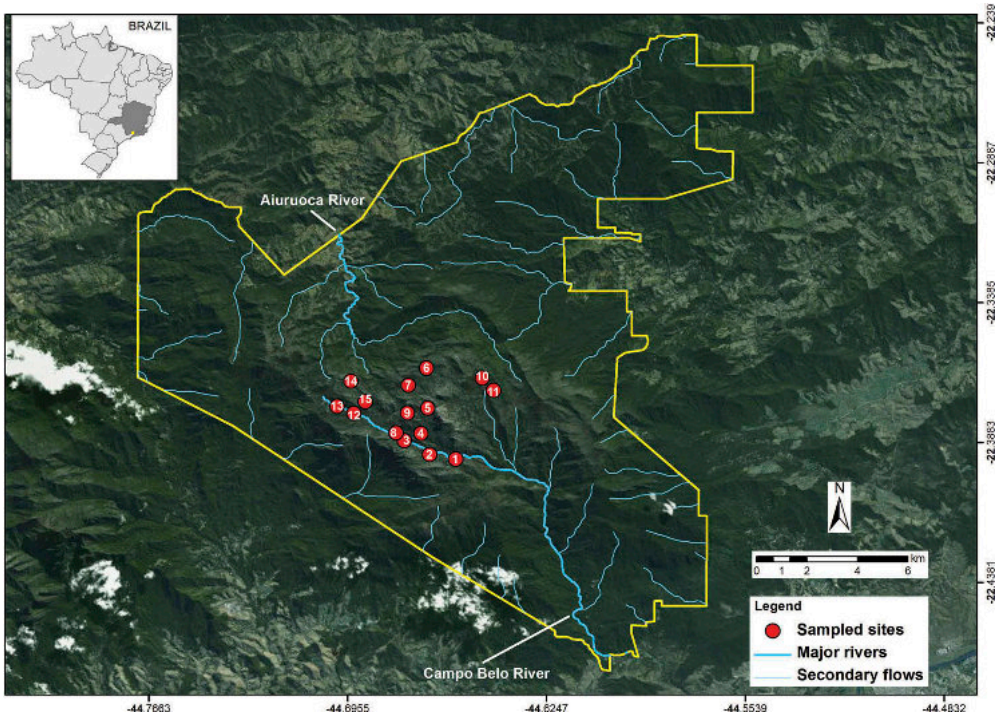 BRAZIL
Aiuruoca River
6
10
7
11
14
15
5
13
12
9
8
4
3
2
1
Campo Belo River
N
km
0 1 2 4 6
Legend
Sampled sites
Major rivers
Secondary flows
-22.239
-22.2887
-22.3385
-22.3883
-22.4381
-44.7663
-44.6955
-44.6247
-44.5539
-44.4832